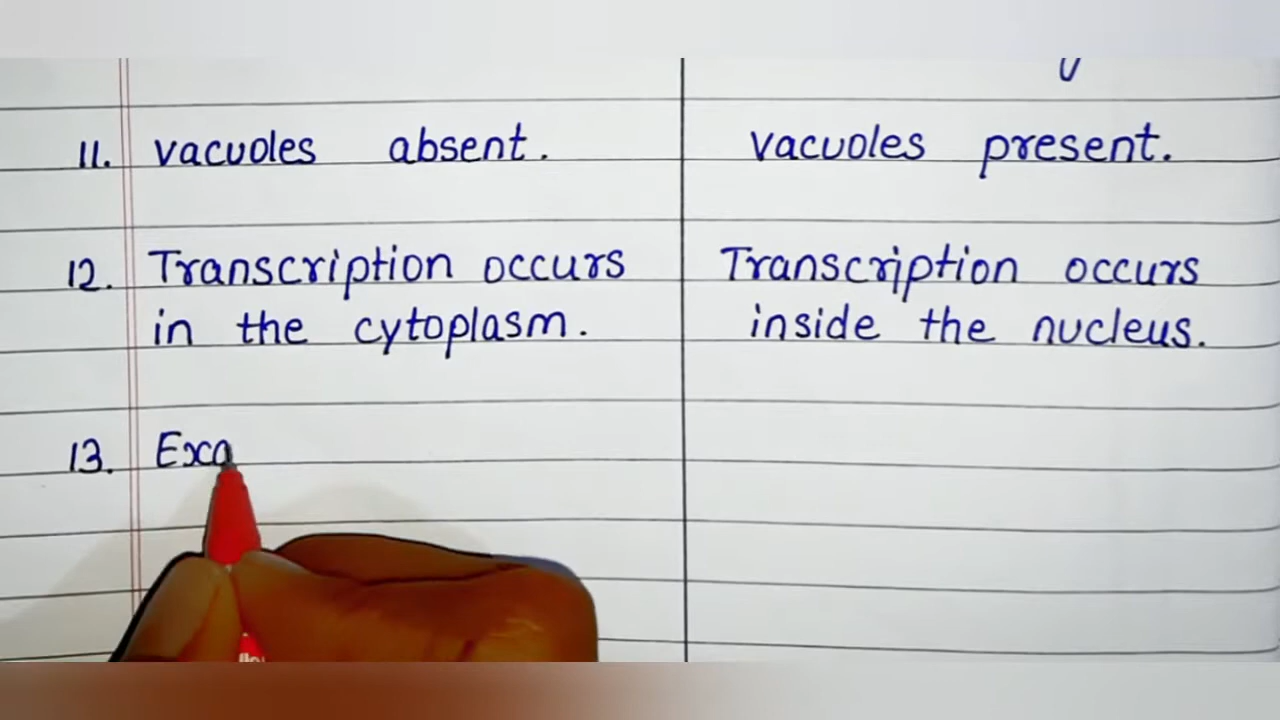 11. vacuoles absent. vacuoles present.
12. Transcription occurs Transcription occurs
in the cytoplasm. inside the nucleus.
13. Exa